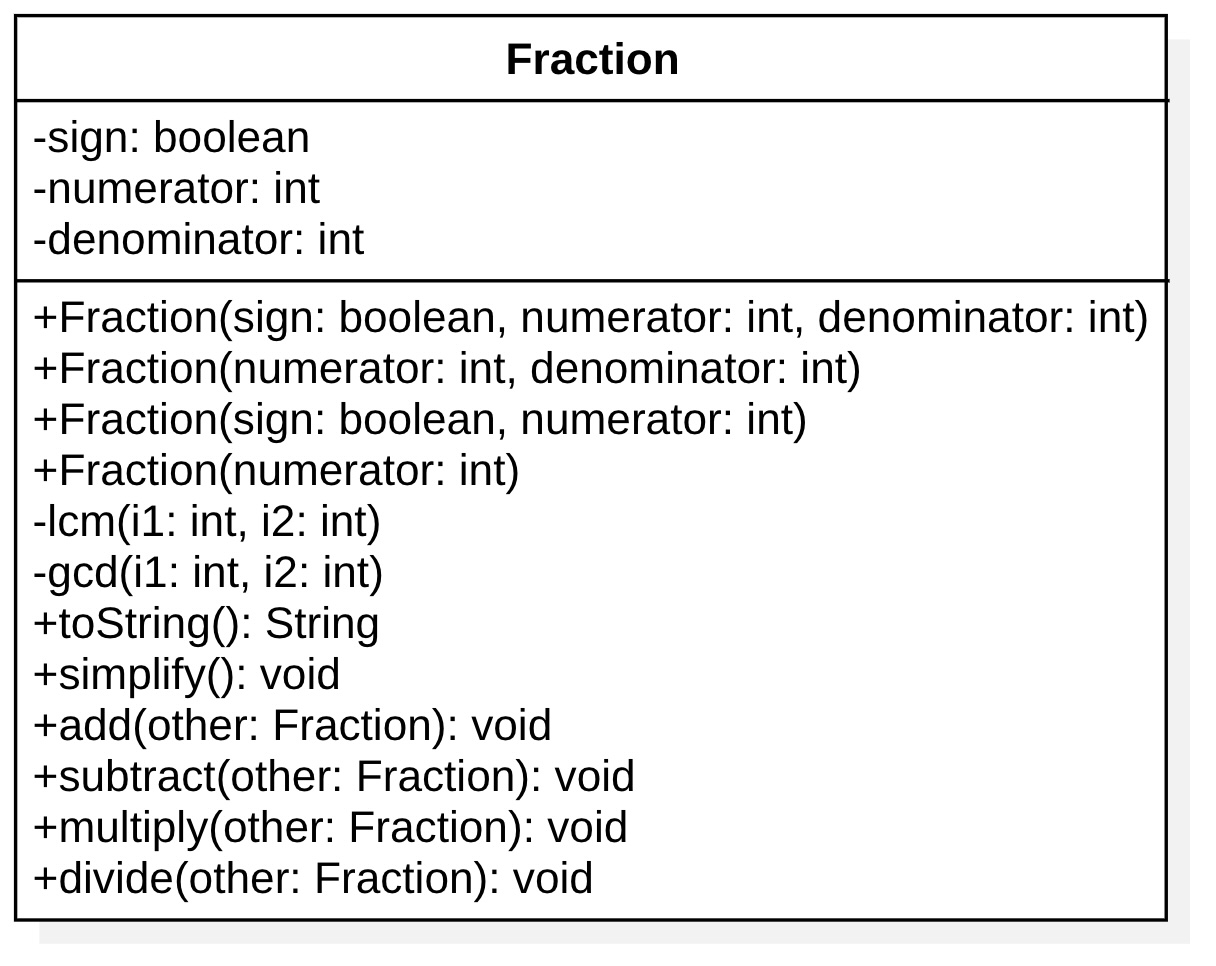 Fraction
-sign: boolean
-numerator: int
-denominator: int
+Fraction(sign: boolean, numerator: int, denominator: int)
+Fraction(numerator: int, denominator: int)
+Fraction(sign: boolean, numerator: int)
+Fraction(numerator: int)
-lcm(i1: int, i2: int)
-gcd(i1: int, i2: int)
+toString(): String
+simplify(): void
+add(other: Fraction): void
+subtract(other: Fraction): void
+multiply(other: Fraction): void
+divide(other: Fraction): void